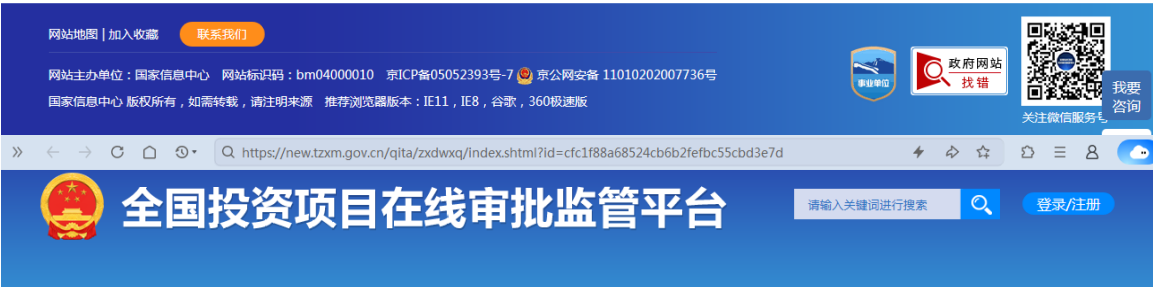 网站地图 | 加入收藏 联系我们
网站主办单位：国家信息中心 网站标识码：bm04000010 京ICP备05052393号-7 京公网安备 11010202007736号
国家信息中心 版权所有，如需转载，请注明来源 推荐浏览器版本：IE11，IE8，谷歌，360极速版
事业单位
政府网站
找错
关注微信服务号
我要
咨询
https://new.tzxm.gov.cn/qita/zxdwxq/index.shtml?id=cfc1f88a68524cb6b2fefbc55cbd3e7d
全国投资项目在线审批监管平台
请输入关键词进行搜索
登录/注册